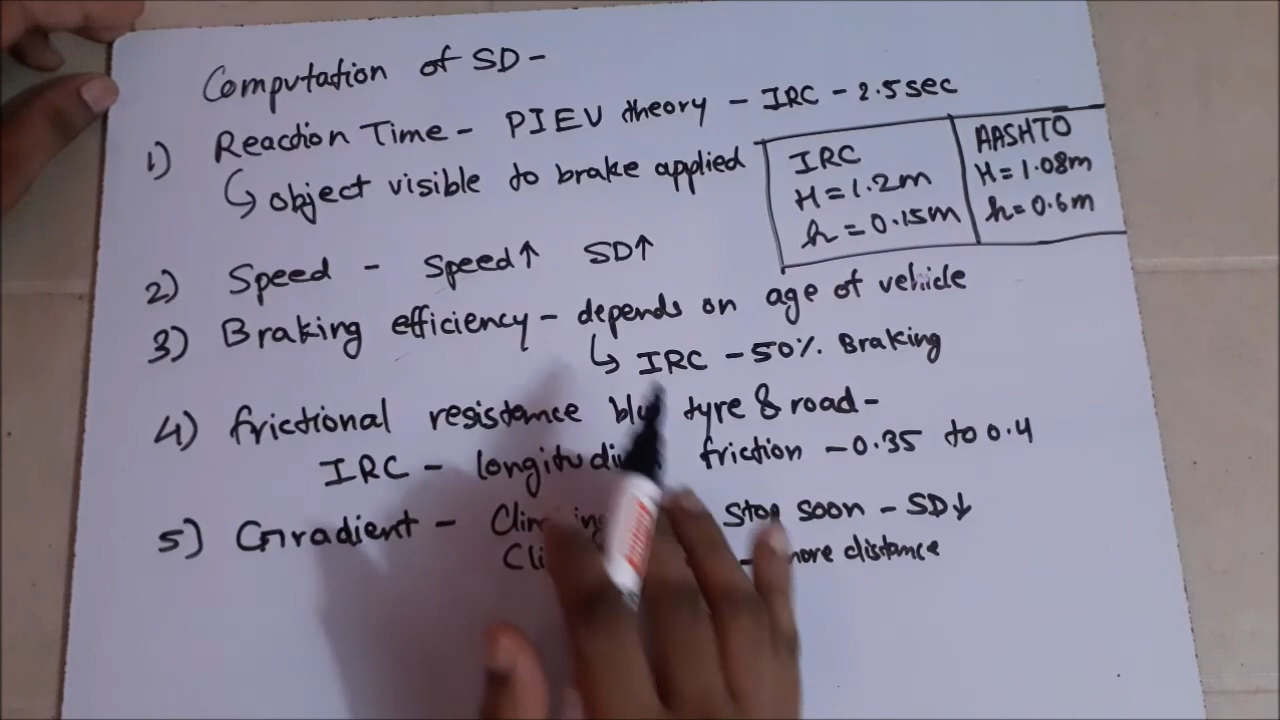 Computation of SD -
1) Reaction Time - PIEV theory - IRC - 2.5 sec
↳ object visible to brake applied
IRC
H = 1.2m
h = 0.15m
AASHTO
H = 1.08m
h = 0.6m
2) Speed - Speed↑ SD↑
3) Braking efficiency - depends on age of vehicle
↳ IRC - 50% Braking
4) frictional resistance tyre & road -
IRC - friction - 0.35 to 0.4
5) Gradient - Stop soon - SD↓
- more distance